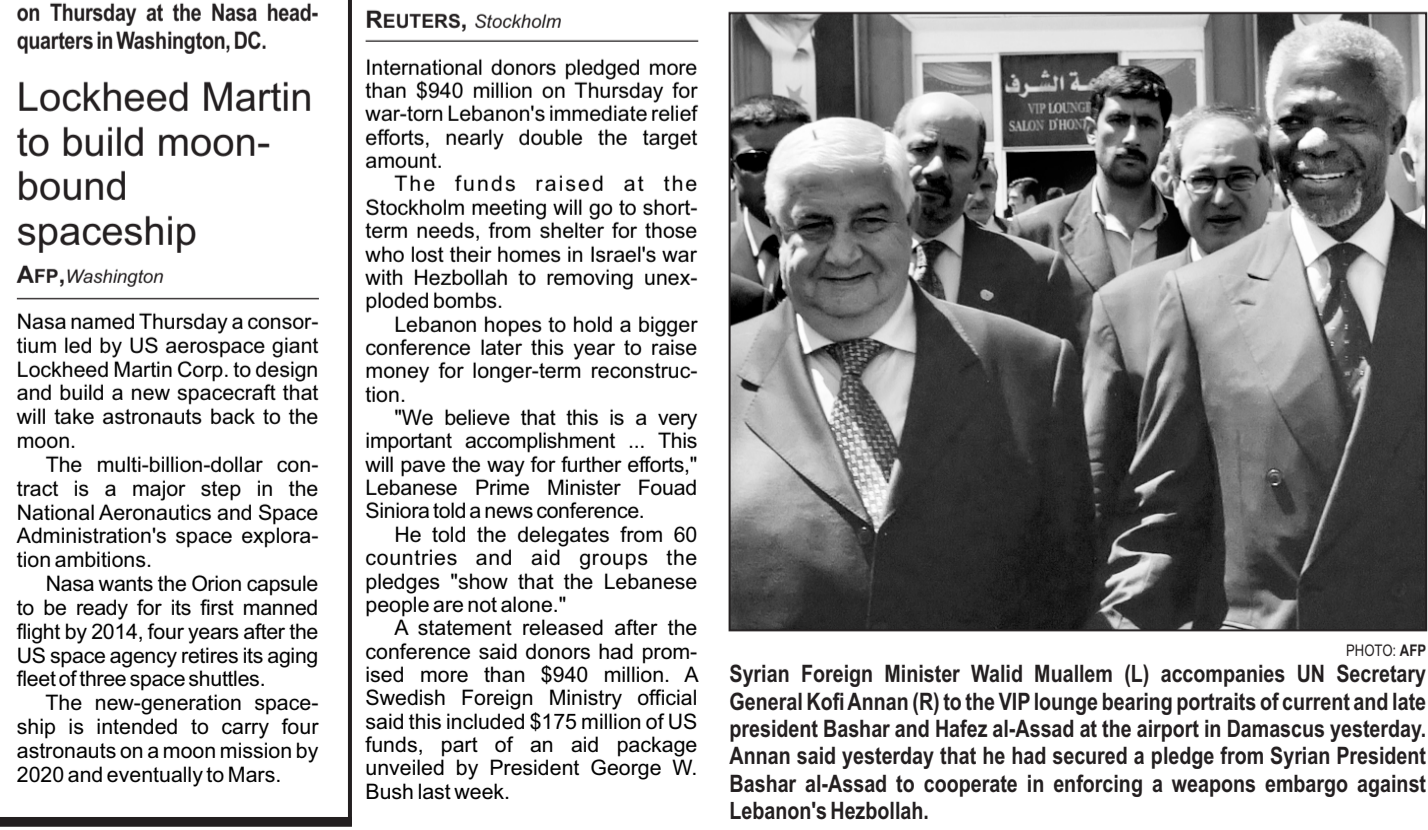 on Thursday at the Nasa head-
quarters in Washington, DC.
Lockheed Martin
to build moon-
bound
spaceship
AFP, Washington
Nasa named Thursday a consor-
tium led by US aerospace giant
Lockheed Martin Corp. to design
and build a new spacecraft that
will take astronauts back to the
moon.
The multi-billion-dollar con-
tract is a major step in the
National Aeronautics and Space
Administration's space explora-
tion ambitions.
Nasa wants the Orion capsule
to be ready for its first manned
flight by 2014, four years after the
US space agency retires its aging
fleet of three space shuttles.
The new-generation space-
ship is intended to carry four
astronauts on a moon mission by
2020 and eventually to Mars.
REUTERS, Stockholm
International donors pledged more
than $940 million on Thursday for
war-torn Lebanon's immediate relief
efforts, nearly double the target
amount.
The funds raised at the
Stockholm meeting will go to short-
term needs, from shelter for those
who lost their homes in Israel's war
with Hezbollah to removing unex-
ploded bombs.
Lebanon hopes to hold a bigger
conference later this year to raise
money for longer-term reconstruc-
tion.
"We believe that this is a very
important accomplishment ... This
will pave the way for further efforts,"
Lebanese Prime Minister Fouad
Siniora told a news conference.
He told the delegates from 60
countries and aid groups the
pledges "show that the Lebanese
people are not alone."
A statement released after the
conference said donors had prom-
ised more than $940 million. A
Swedish Foreign Ministry official
said this included $175 million of US
funds, part of an aid package
unveiled by President George W.
Bush last week.
الشرف
VIP LOUNGE
SALON D'HON
PHOTO: AFP
Syrian Foreign Minister Walid Muallem (L) accompanies UN Secretary
General Kofi Annan (R) to the VIP lounge bearing portraits of current and late
president Bashar and Hafez al-Assad at the airport in Damascus yesterday.
Annan said yesterday that he had secured a pledge from Syrian President
Bashar al-Assad to cooperate in enforcing a weapons embargo against
Lebanon's Hezbollah.